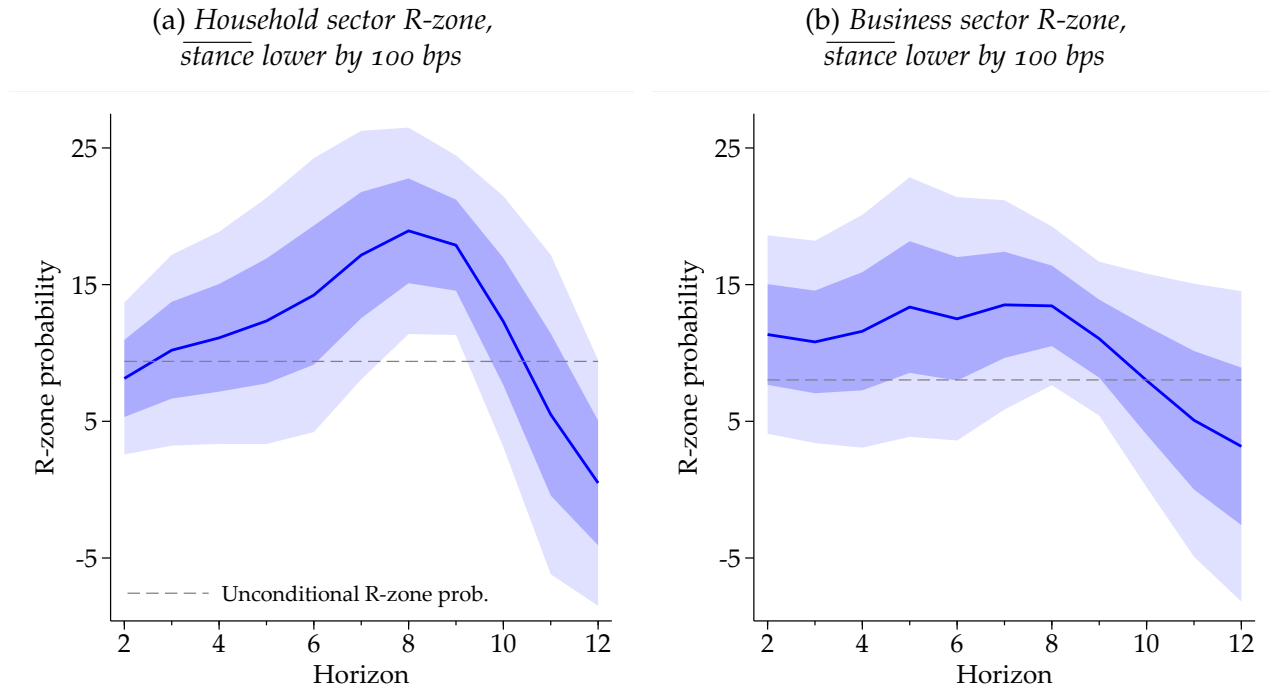 (a) Household sector R-zone,
stance lower by 100 bps
R-zone probability
25
15
5
-5
Unconditional R-zone prob.
2 4 6 8 10 12
Horizon
(b) Business sector R-zone,
stance lower by 100 bps
R-zone probability
25
15
5
-5
2 4 6 8 10 12
Horizon